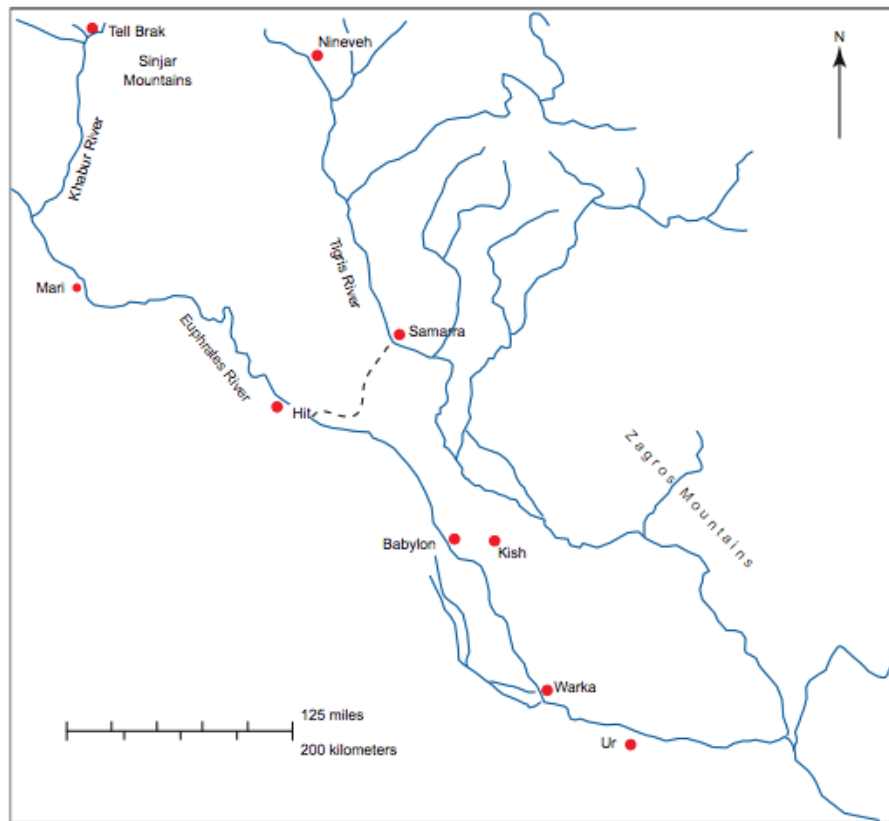 Tell Brak
Nineveh
N
Sinjar
Mountains
Khabur River
Tigris River
Mari
Samarra
Euphrates River
Hit
Zagros Mountains
Babylon
Kish
Warka
125 miles
Ur
200 kilometers